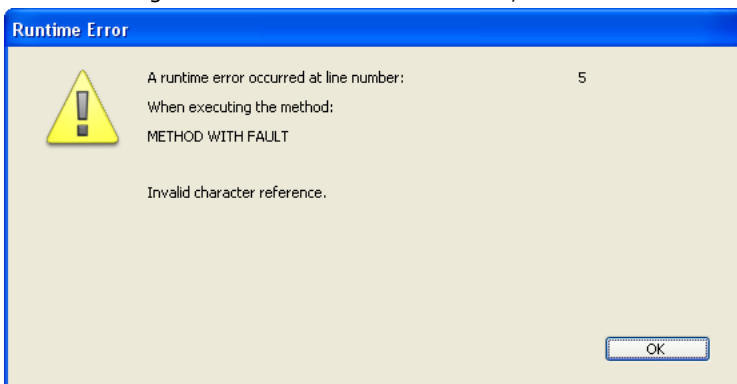 Runtime Error
A runtime error occurred at line number: 5
When executing the method:
METHOD WITH FAULT
Invalid character reference.
OK